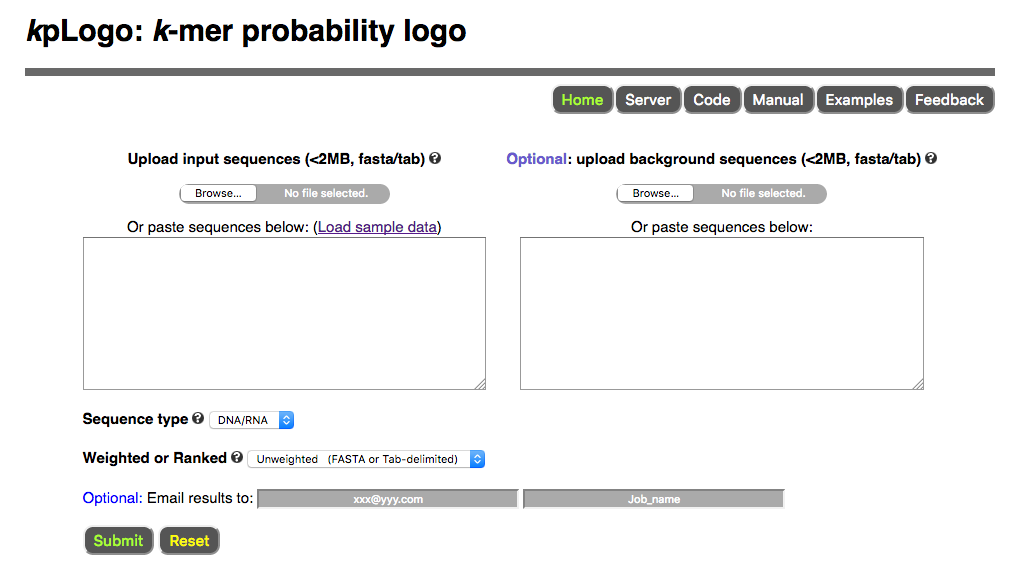 kpLogo: k-mer probability logo
Home Server Code Manual Examples Feedback
Upload input sequences (<2MB, fasta/tab) ?
Optional: upload background sequences (<2MB, fasta/tab) ?
Browse... No file selected.
Browse... No file selected.
Or paste sequences below: (Load sample data)
Or paste sequences below:
Sequence type ? DNA/RNA
Weighted or Ranked ? Unweighted (FASTA or Tab-delimited)
Optional: Email results to: xxx@yyy.com Job_name
Submit Reset